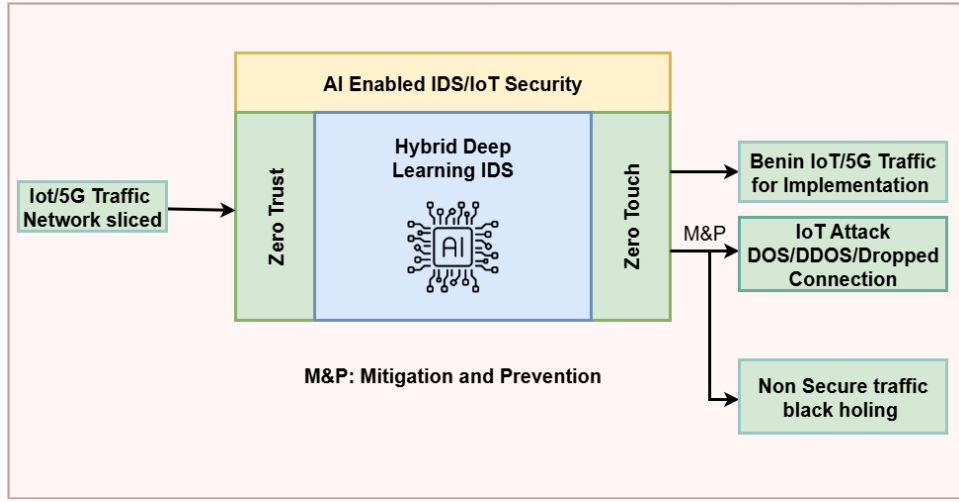 AI Enabled IDS/IoT Security
Iot/5G Traffic
Network sliced
Zero Trust
Hybrid Deep
Learning IDS
AI
Zero Touch
Benin IoT/5G Traffic
for Implementation
M&P
IoT Attack
DOS/DDOS/Dropped
Connection
Non Secure traffic
black holing
M&P: Mitigation and Prevention